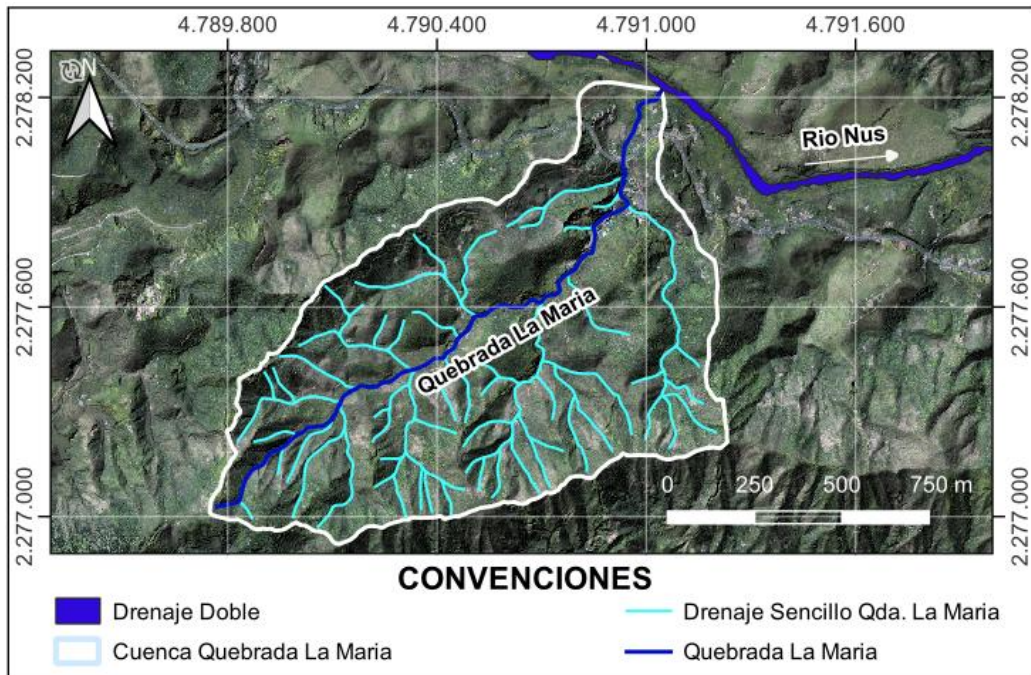 4.789.800 4.790.400 4.791.000 4.791.600
2.278.200 2.278.200
N
Rio Nus
2.277.600 2.277.600
Quebrada La Maria
0 250 500 750 m
2.277.000 2.277.000
CONVENCIONES
Drenaje Doble Drenaje Sencillo Qda. La Maria
Cuenca Quebrada La Maria Quebrada La Maria